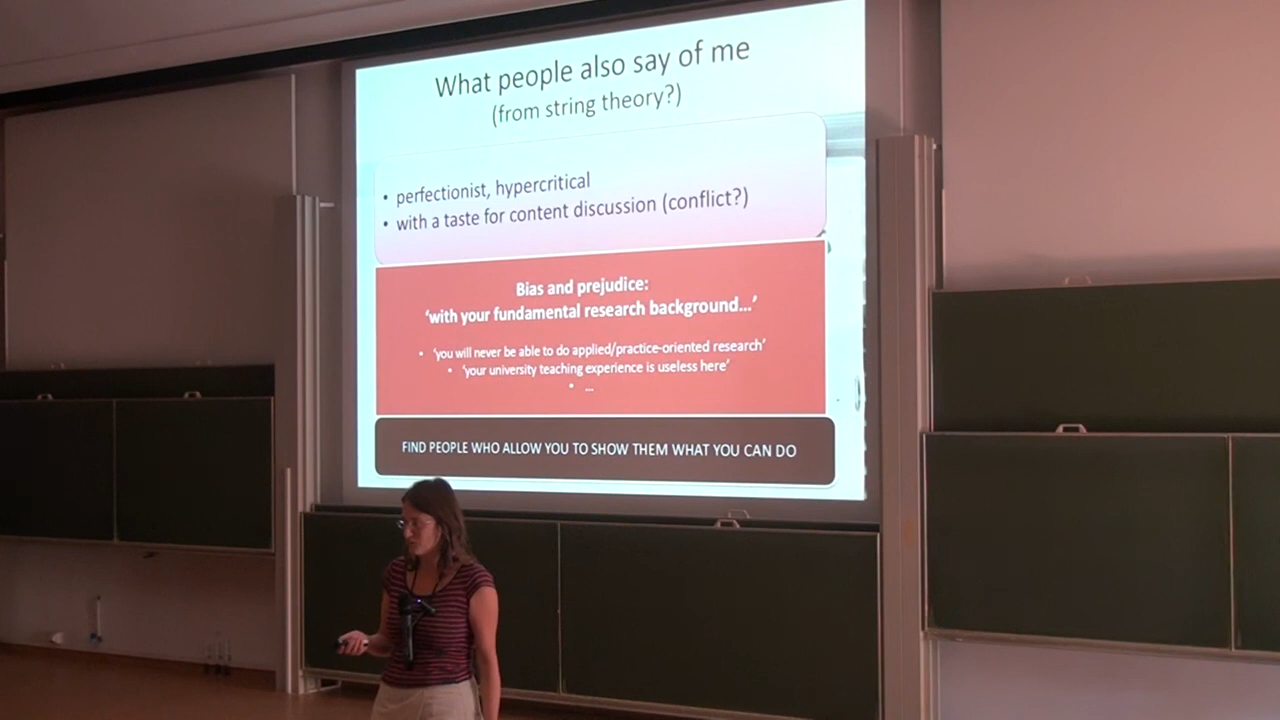 What people also say of me
(from string theory?)
• perfectionist, hypercritical
• with a taste for content discussion (conflict?)
Bias and prejudice:
‘with your fundamental research background...’
• ‘you will never be able to do applied/practice-oriented research’
• ‘your university teaching experience is useless here’
• ...
FIND PEOPLE WHO ALLOW YOU TO SHOW THEM WHAT YOU CAN DO